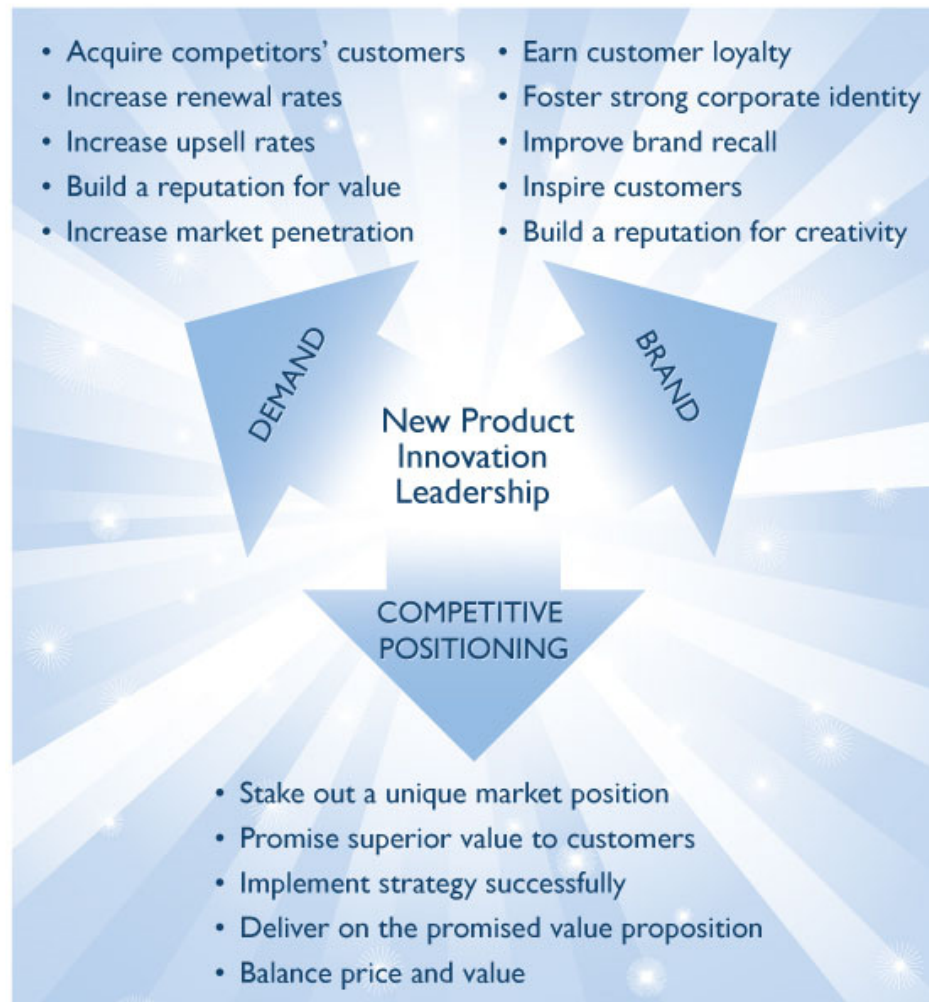 • Acquire competitors' customers
• Increase renewal rates
• Increase upsell rates
• Build a reputation for value
• Increase market penetration
• Earn customer loyalty
• Foster strong corporate identity
• Improve brand recall
• Inspire customers
• Build a reputation for creativity
DEMAND
BRAND
New Product
Innovation
Leadership
COMPETITIVE
POSITIONING
• Stake out a unique market position
• Promise superior value to customers
• Implement strategy successfully
• Deliver on the promised value proposition
• Balance price and value